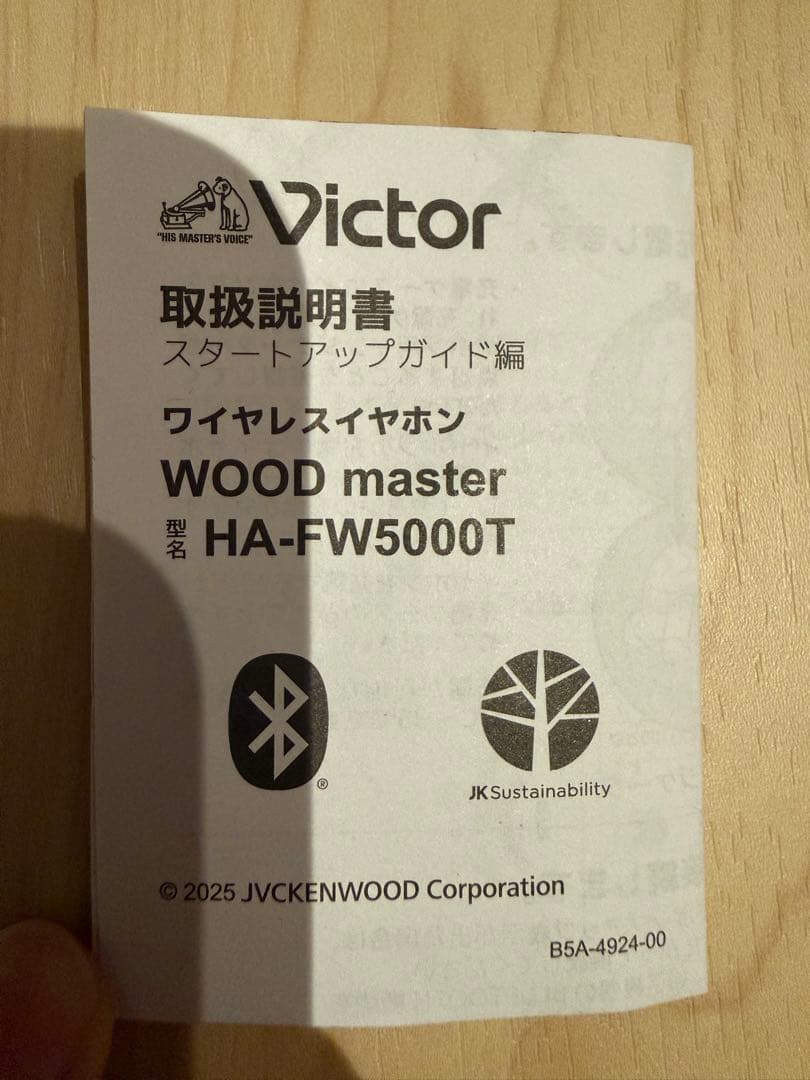 "HIS MASTER'S VOICE"
Victor
取扱説明書
スタートアップガイド編
ワイヤレスイヤホン
WOOD master
型名 HA-FW5000T
®
JKSustainability
© 2025 JVCKENWOOD Corporation
B5A-4924-00